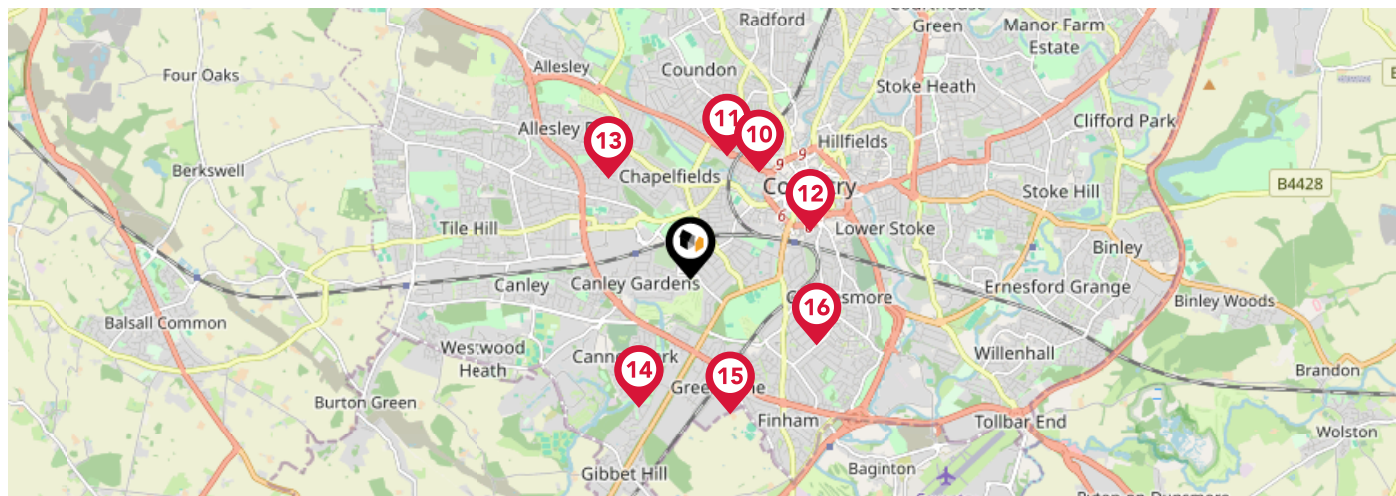 Radford
Green
Manor Farm
Estate
Four Oaks
Allesley
Coundon
Stoke Heath
11
10
Clifford Park
Allesley
13
Hillfields
9
9
Berkswell
Chapelfields
B4428
12
Stoke Hill
6
Tile Hill
Lower Stoke
Binley
Canley
Canley Gardens
Ernesford Grange
16
Binley Woods
Balsall Common
Westwood
Heath
14
15
Willenhall
Brandon
Burton Green
Finham
Tollbar End
Wolston
Gibbet Hill
Baginton